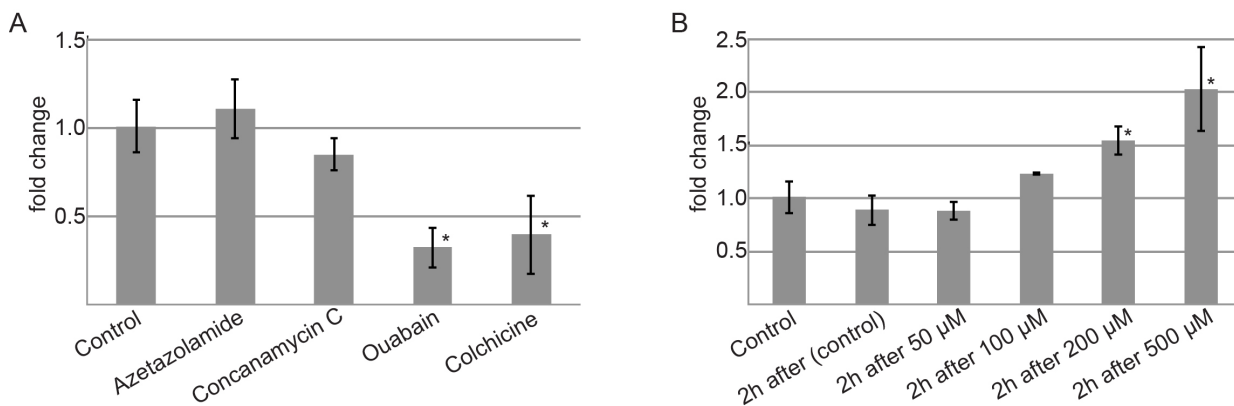 A
fold change
1.5
1.0
0.5
*
*
Control
Azetazolamide
Concanamycin C
Ouabain
Colchicine
B
fold change
2.5
2.0
1.5
1.0
0.5
*
*
Control
2h after (control)
2h after 50 µM
2h after 100 µM
2h after 200 µM
2h after 500 µM